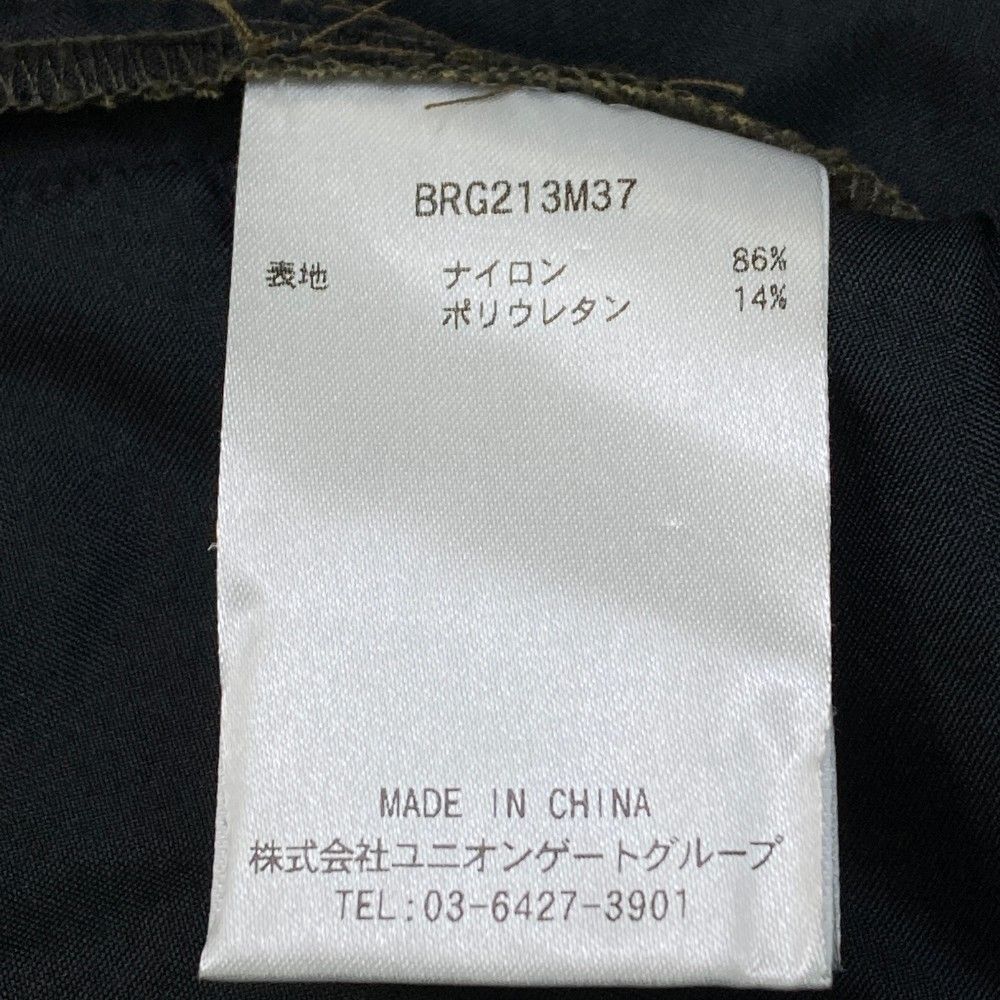 BRG213M37
表地 ナイロン 86%
ポリウレタン 14%
MADE IN CHINA
株式会社ユニオンゲートグループ
TEL:03-6427-3901